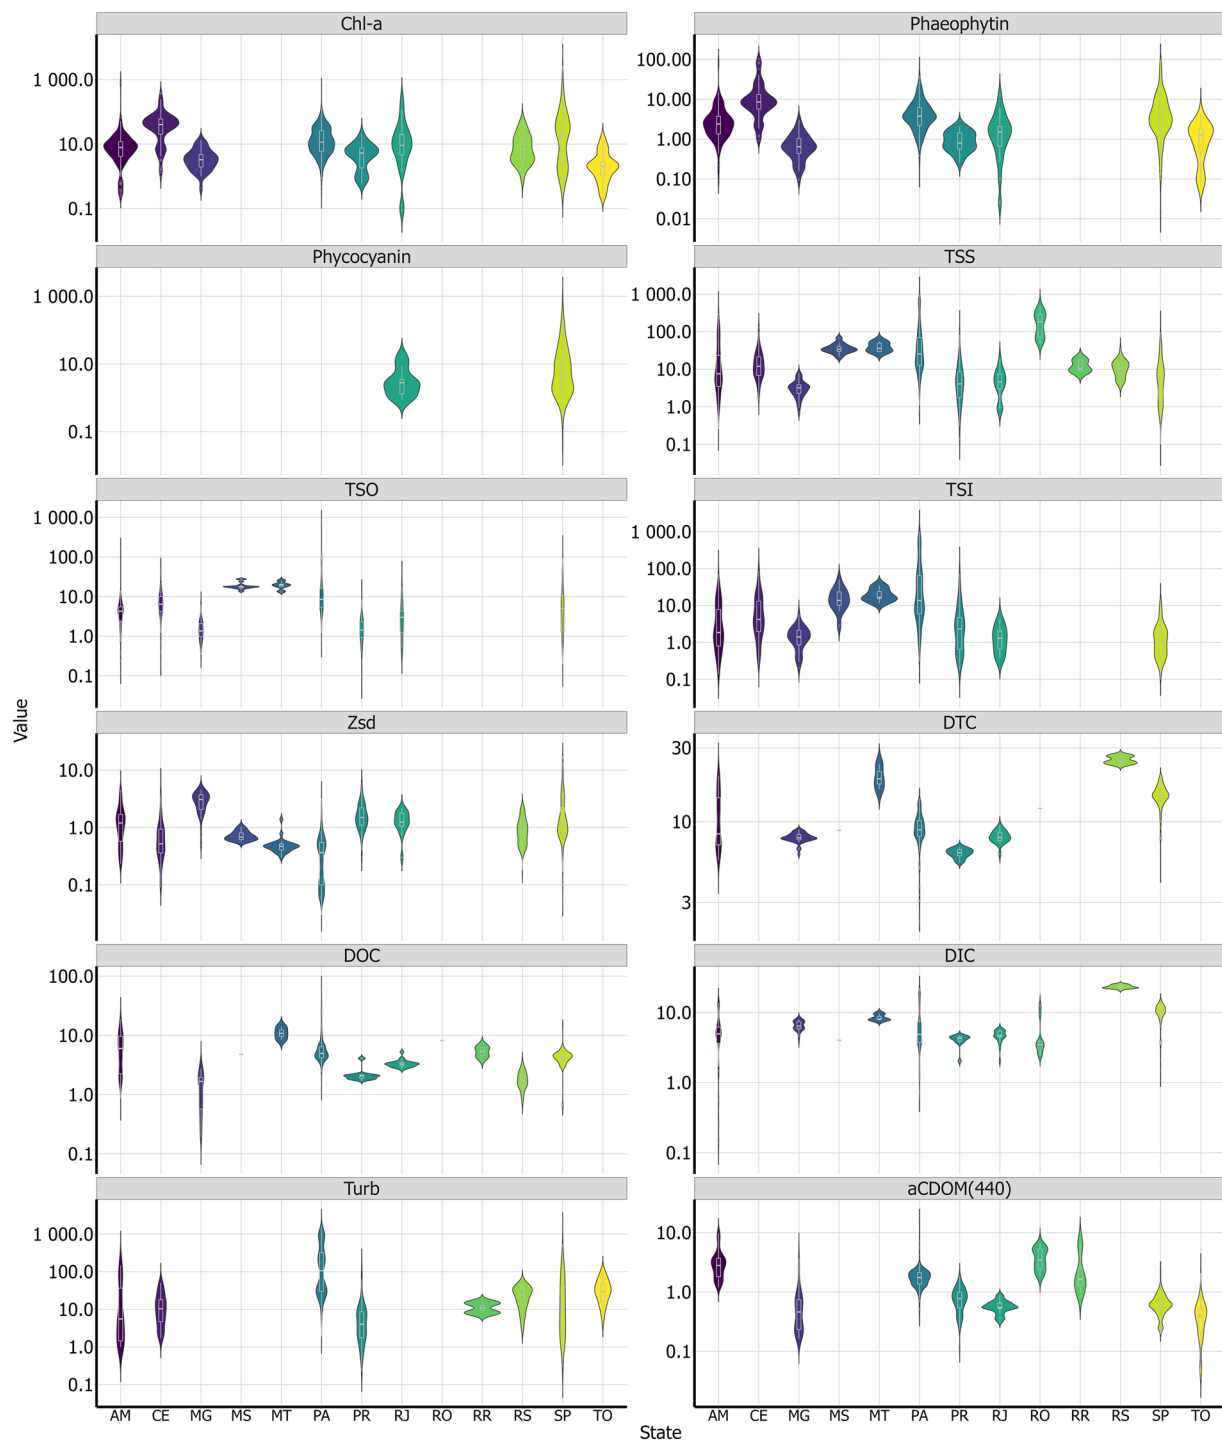 Chl-a
Phaeophytin
1 000.0
10.0
0.1
100.00
10.00
1.00
0.10
0.01
Phycocyanin
TSS
1 000.0
10.0
0.1
1 000.0
100.0
10.0
1.0
0.1
TSO
TSI
1 000.0
100.0
10.0
1.0
0.1
1 000.0
100.0
10.0
1.0
0.1
Value
Zsd
DTC
10.0
1.0
0.1
30
10
3
DOC
DIC
100.0
10.0
1.0
0.1
10.0
1.0
0.1
Turb
aCDOM(440)
1 000.0
100.0
10.0
1.0
0.1
10.0
1.0
0.1
AM CE MG MS MT PA PR RJ RO RR RS SP TO
AM CE MG MS MT PA PR RJ RO RR RS SP TO
State